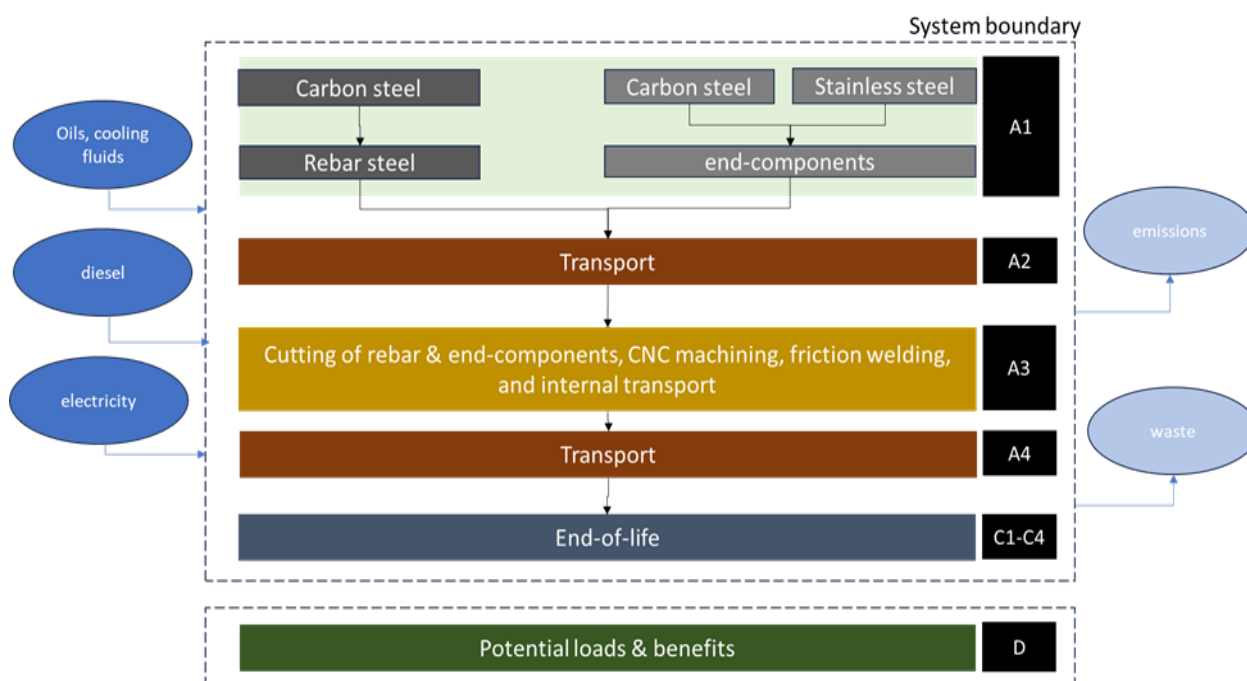 System boundary
Carbon steel
Carbon steel
Stainless steel
A1
Oils, cooling
fluids
Rebar steel
end-components
emissions
diesel
Transport
A2
Cutting of rebar & end-components, CNC machining, friction welding,
and internal transport
A3
electricity
waste
Transport
A4
End-of-life
C1-C4
Potential loads & benefits
D